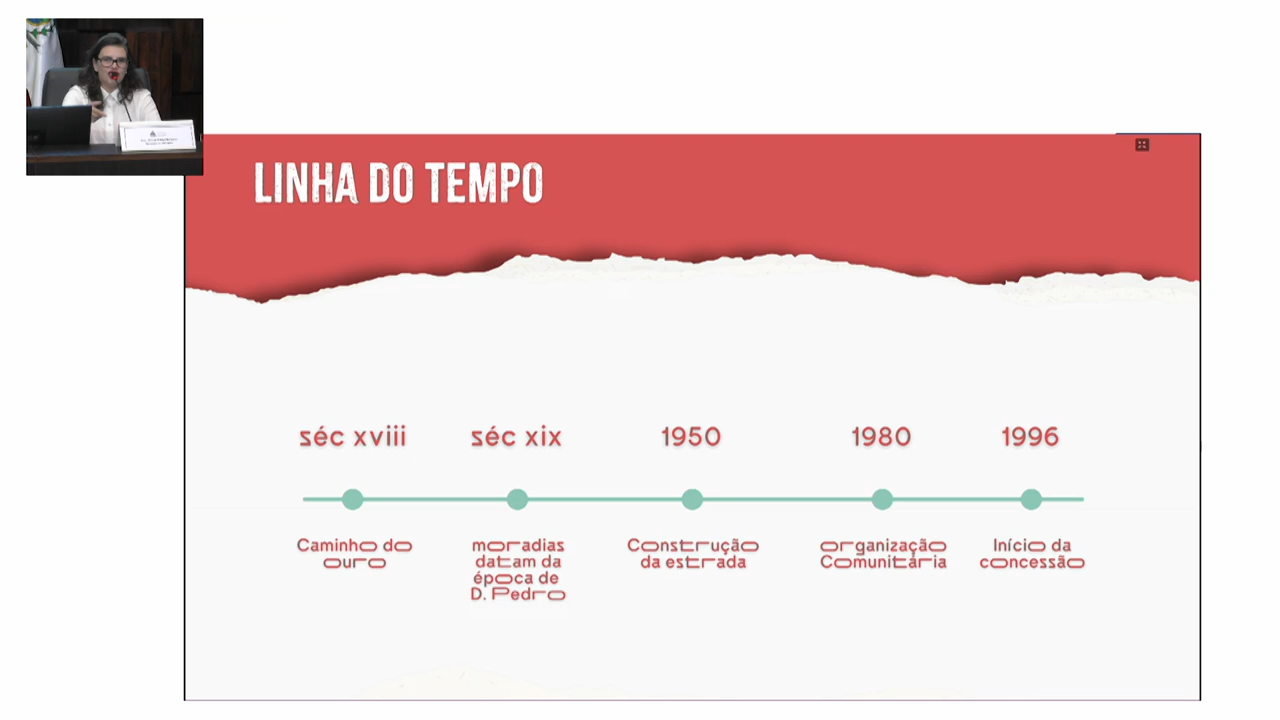 LINHA DO TEMPO
séc xviii
séc xix
1950
1980
1996
Caminho do
ouro
moradias
datam da
época de
D. Pedro
Construção
da estrada
organização
Comunitária
Início da
concessão